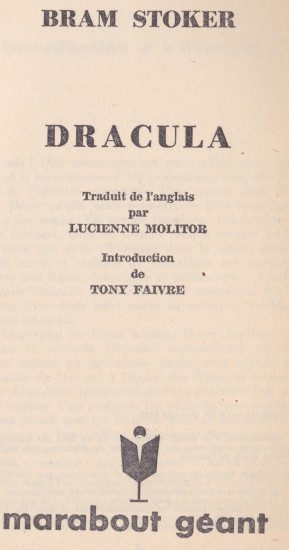 BRAM STOKER
DRACULA
Traduit de l'anglais
par
LUCIENNE MOLITOR
Introduction
de
TONY FAIVRE
marabout géant